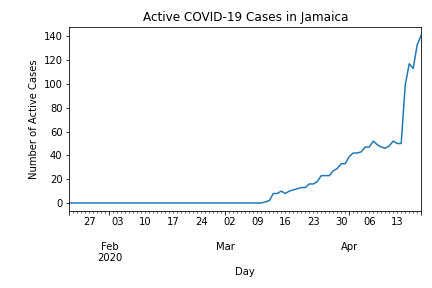 Active COVID-19 Cases in Jamaica
Number of Active Cases
140
120
100
80
60
40
20
0
27 03 10 17 24 02 09 16 23 30 06 13
Feb Mar Apr
2020
Day